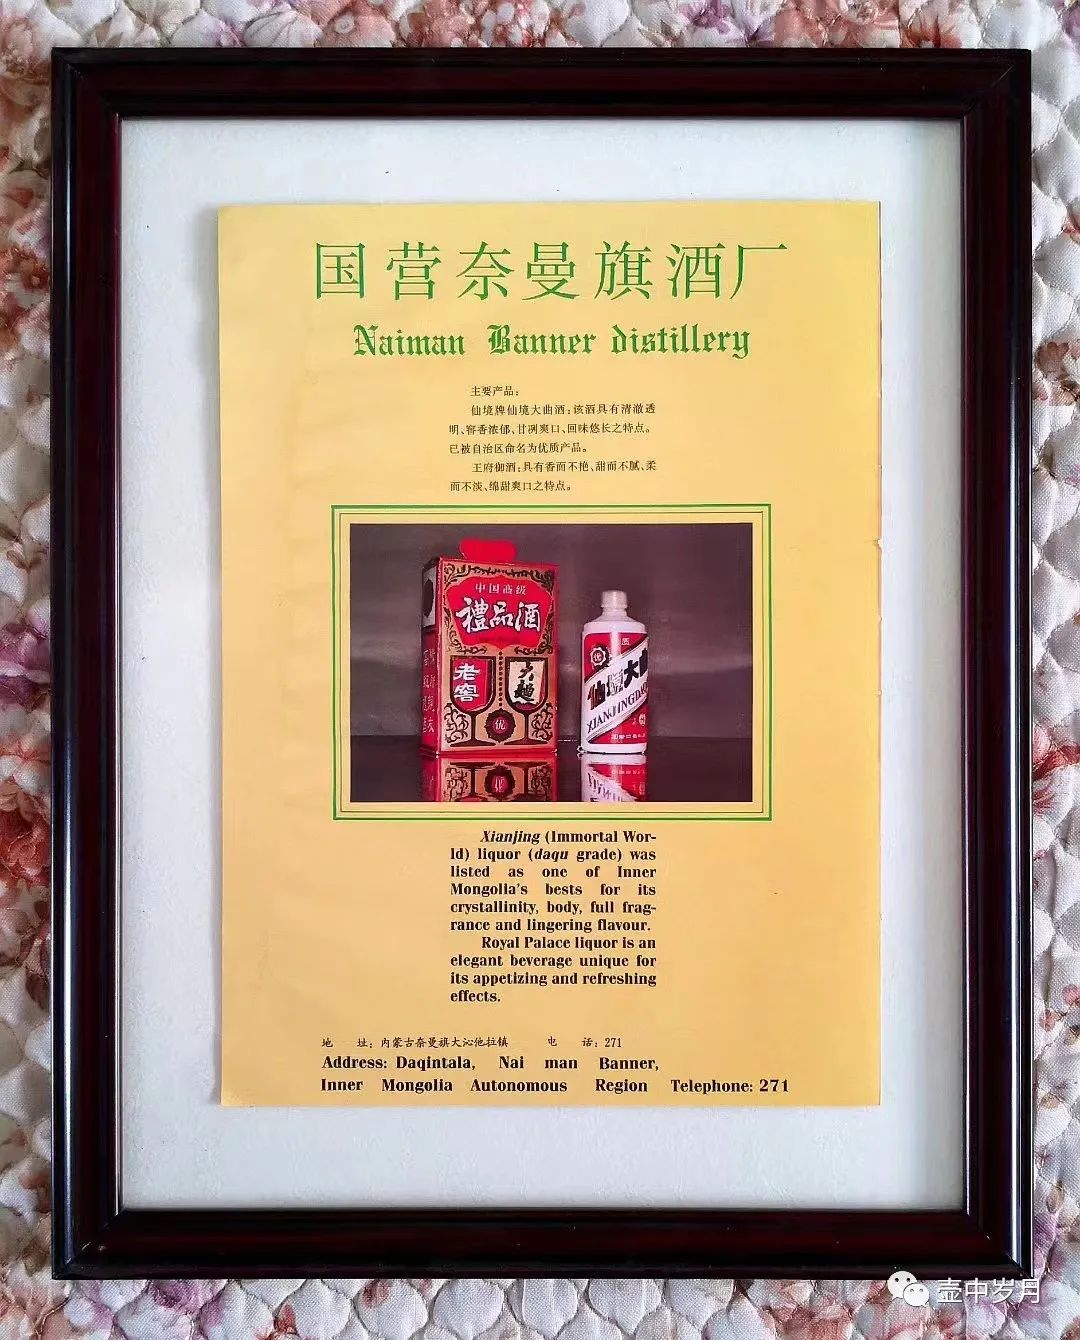 国营奈曼旗酒厂
Naiman Banner distillery
主要产品：
仙境牌仙境大曲酒：该酒具有清澈透
明、窖香浓郁、甘冽爽口、回味悠长之特点。
已被自治区命名为优质产品。
王府御酒：具有香而不艳、甜而不腻、柔
而不淡、绵甜爽口之特点。
中国高级
禮品酒
老窖
大麯
优
优
仙境大曲
XIANJINGDA
Xianjing (Immortal Wor-
ld) liquor (daqu grade) was
listed as one of Inner
Mongolia's bests for its
crystallinity, body, full frag-
rance and lingering flavour.
Royal Palace liquor is an
elegant beverage unique for
its appetizing and refreshing
effects.
地 址：内蒙古奈曼旗大沁他拉镇 电 话：271
Address: Daqintala, Nai man Banner,
Inner Mongolia Autonomous Region Telephone: 271
壶中岁月